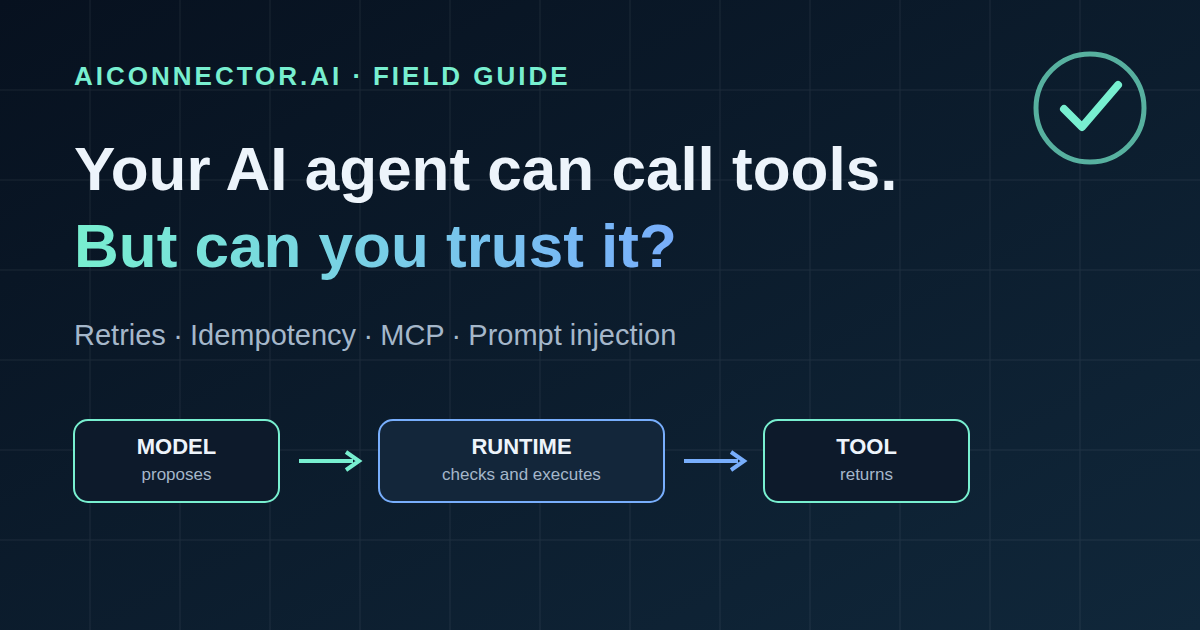 AICONNECTOR.AI · FIELD GUIDE
Your AI agent can call tools.
But can you trust it?
Retries · Idempotency · MCP · Prompt injection
MODEL
proposes
RUNTIME
checks and executes
TOOL
returns